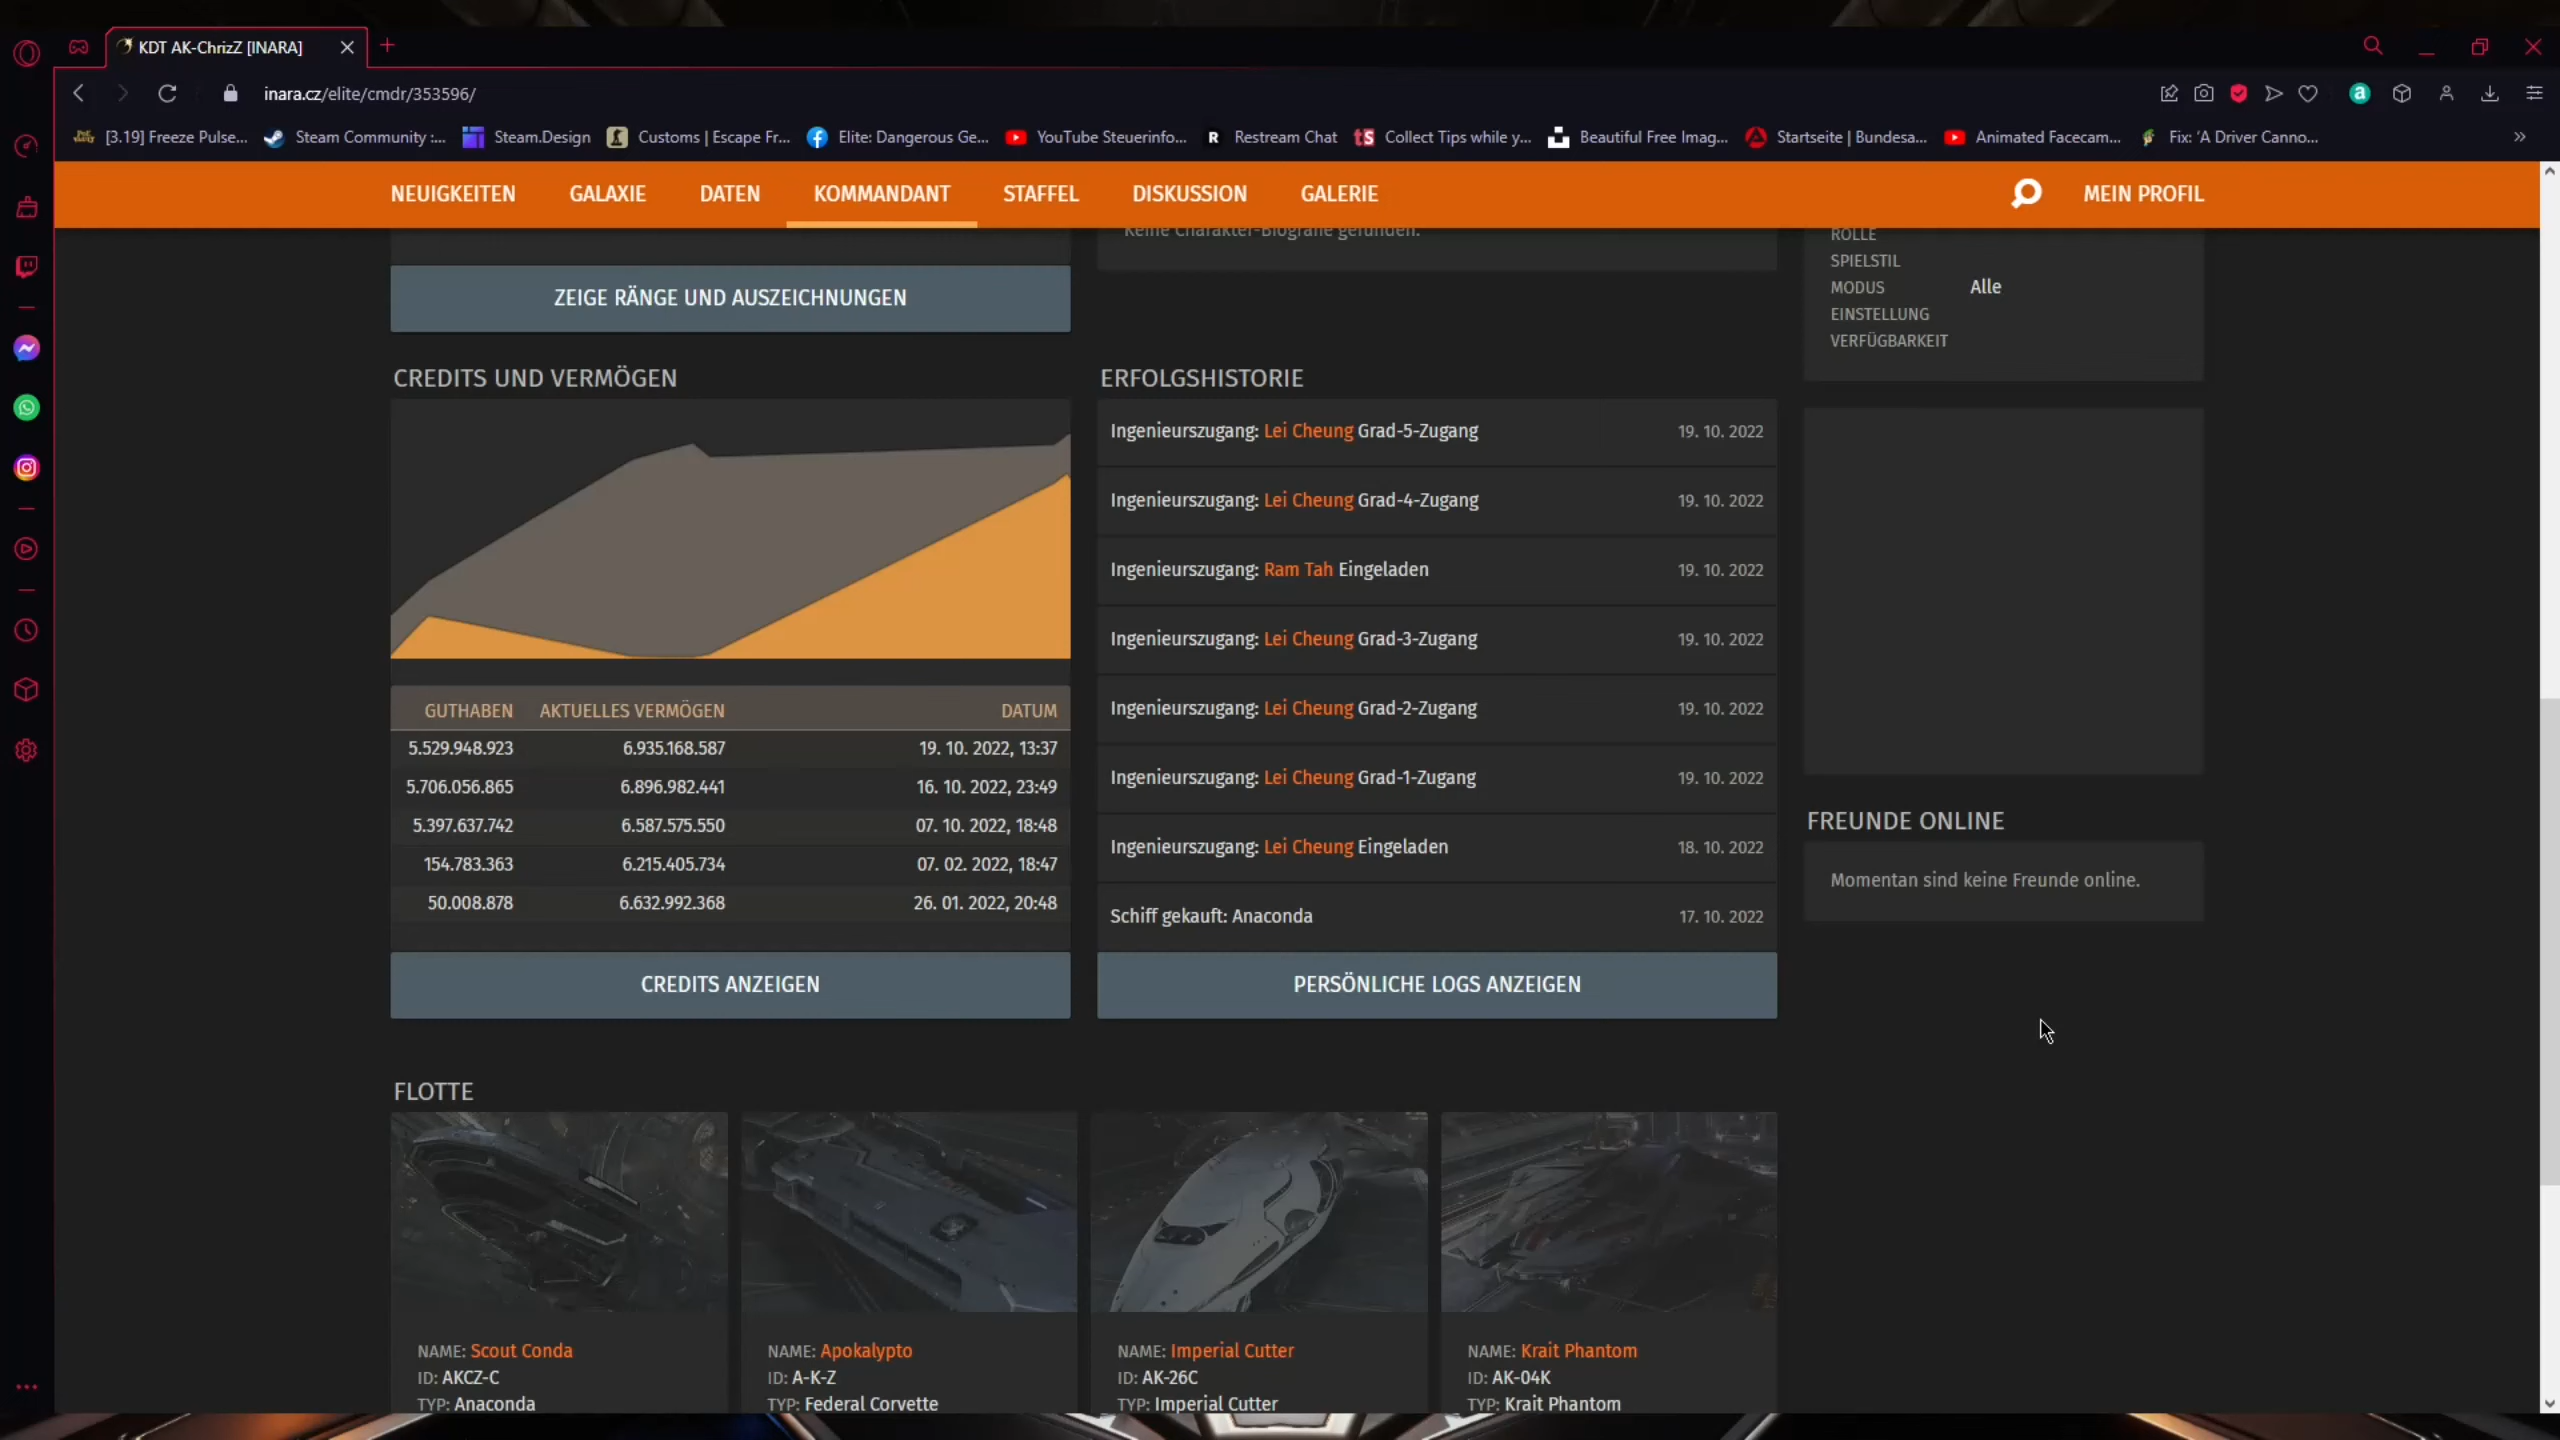 KDT AK-ChrizZ [INARA]
inara.cz/elite/cmdr/353596/
[3.19] Freeze Pulse...
Steam Community :...
Steam.Design
Customs | Escape Fr...
Elite: Dangerous Ge...
YouTube Steuerinfo...
Restream Chat
Collect Tips while y...
Beautiful Free Imag...
Startseite | Bundesa...
Animated Facecam...
Fix: 'A Driver Canno...
NEUIGKEITEN
GALAXIE
DATEN
KOMMANDANT
STAFFEL
DISKUSSION
GALERIE
MEIN PROFIL
Keine Charakter-Biografie gefunden.
ROLLE
SPIELSTIL
MODUS Alle
EINSTELLUNG
VERFÜGBARKEIT
ZEIGE RÄNGE UND AUSZEICHNUNGEN
CREDITS UND VERMÖGEN
GUTHABEN AKTUELLES VERMÖGEN DATUM
5.529.948.923 6.935.168.587 19. 10. 2022, 13:37
5.706.056.865 6.896.982.441 16. 10. 2022, 23:49
5.397.637.742 6.587.575.550 07. 10. 2022, 18:48
154.783.363 6.215.405.734 07. 02. 2022, 18:47
50.008.878 6.632.992.368 26. 01. 2022, 20:48
CREDITS ANZEIGEN
ERFOLGSHISTORIE
Ingenieurszugang: Lei Cheung Grad-5-Zugang 19. 10. 2022
Ingenieurszugang: Lei Cheung Grad-4-Zugang 19. 10. 2022
Ingenieurszugang: Ram Tah Eingeladen 19. 10. 2022
Ingenieurszugang: Lei Cheung Grad-3-Zugang 19. 10. 2022
Ingenieurszugang: Lei Cheung Grad-2-Zugang 19. 10. 2022
Ingenieurszugang: Lei Cheung Grad-1-Zugang 19. 10. 2022
Ingenieurszugang: Lei Cheung Eingeladen 18. 10. 2022
Schiff gekauft: Anaconda 17. 10. 2022
PERSÖNLICHE LOGS ANZEIGEN
FREUNDE ONLINE
Momentan sind keine Freunde online.
FLOTTE
NAME: Scout Conda
ID: AKCZ-C
TYP: Anaconda
NAME: Apokalypto
ID: A-K-Z
TYP: Federal Corvette
NAME: Imperial Cutter
ID: AK-26C
TYP: Imperial Cutter
NAME: Krait Phantom
ID: AK-04K
TYP: Krait Phantom